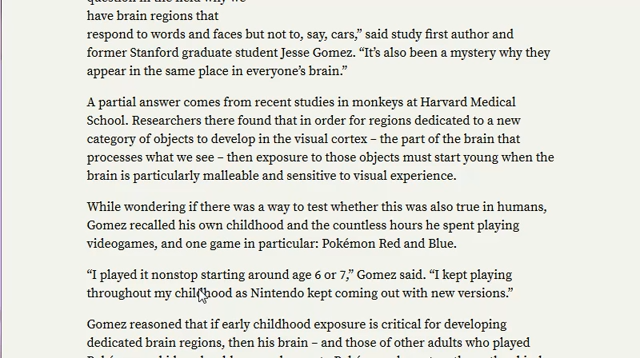 question in the field why we
have brain regions that
respond to words and faces but not to, say, cars,” said study first author and
former Stanford graduate student Jesse Gomez. “It’s also been a mystery why they
appear in the same place in everyone’s brain.”
A partial answer comes from recent studies in monkeys at Harvard Medical
School. Researchers there found that in order for regions dedicated to a new
category of objects to develop in the visual cortex – the part of the brain that
processes what we see – then exposure to those objects must start young when the
brain is particularly malleable and sensitive to visual experience.
While wondering if there was a way to test whether this was also true in humans,
Gomez recalled his own childhood and the countless hours he spent playing
videogames, and one game in particular: Pokémon Red and Blue.
“I played it nonstop starting around age 6 or 7,” Gomez said. “I kept playing
throughout my childhood as Nintendo kept coming out with new versions.”
Gomez reasoned that if early childhood exposure is critical for developing
dedicated brain regions, then his brain – and those of other adults who played